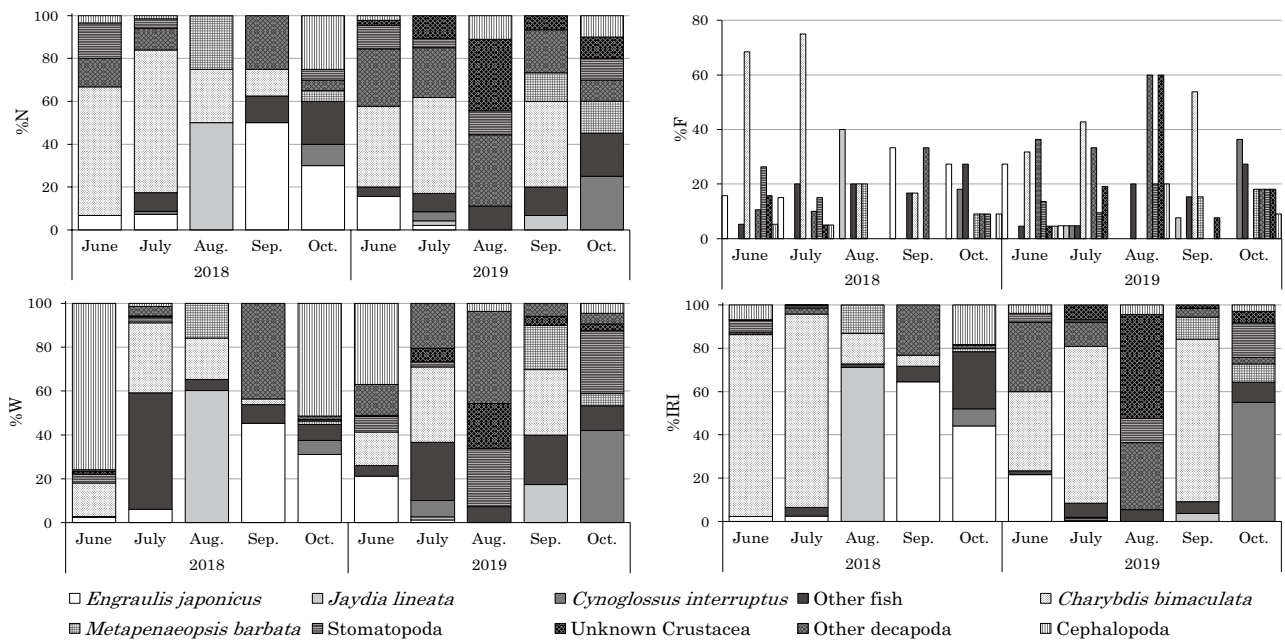 100
80
60
40
20
0
%N
June July Aug. Sep. Oct. June July Aug. Sep. Oct.
2018 2019
80
60
40
20
0
%F
June July Aug. Sep. Oct. June July Aug. Sep. Oct.
2018 2019
100
80
60
40
20
0
%W
June July Aug. Sep. Oct. June July Aug. Sep. Oct.
2018 2019
100
80
60
40
20
0
%IRI
June July Aug. Sep. Oct. June July Aug. Sep. Oct.
2018 2019
Engraulis japonicus Jaydia lineata Cynoglossus interruptus Other fish Charybdis bimaculata
Metapenaeopsis barbata Stomatopoda Unknown Crustacea Other decapoda Cephalopoda